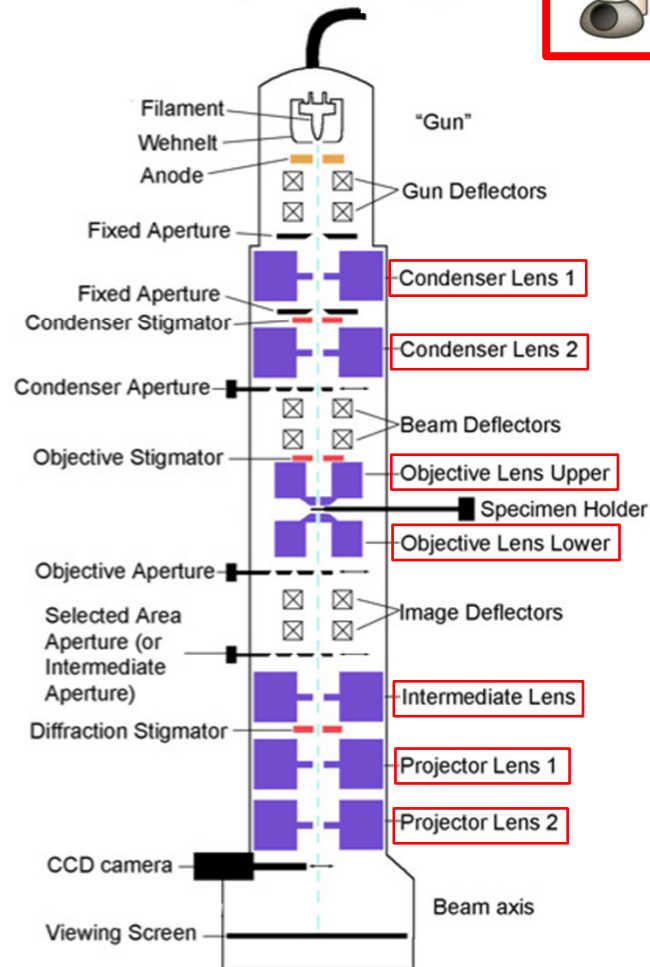 Filament
"Gun"
Wehnelt
Anode
Gun Deflectors
Fixed Aperture
Condenser Lens 1
Fixed Aperture
Condenser Stigmator
Condenser Lens 2
Condenser Aperture
Beam Deflectors
Objective Stigmator
Objective Lens Upper
Specimen Holder
Objective Lens Lower
Objective Aperture
Image Deflectors
Selected Area
Aperture (or
Intermediate
Aperture)
Intermediate Lens
Diffraction Stigmator
Projector Lens 1
Projector Lens 2
CCD camera
Beam axis
Viewing Screen